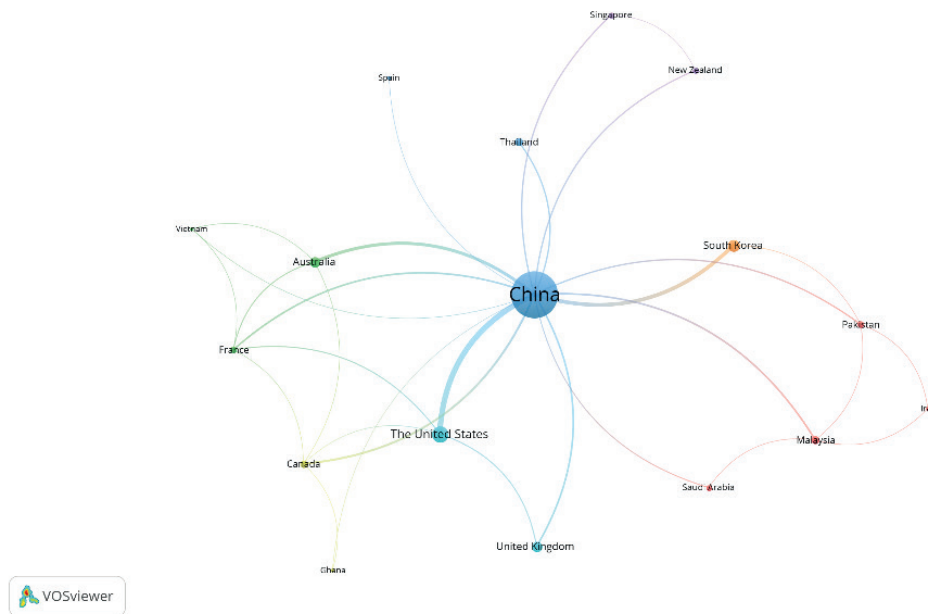 Singapore
New Zealand
Spain
Thailand
Vietnam
Australia
South Korea
China
Pakistan
France
The United States
Malaysia
Canada
Saudi Arabia
United Kingdom
Ghana
VOSviewer